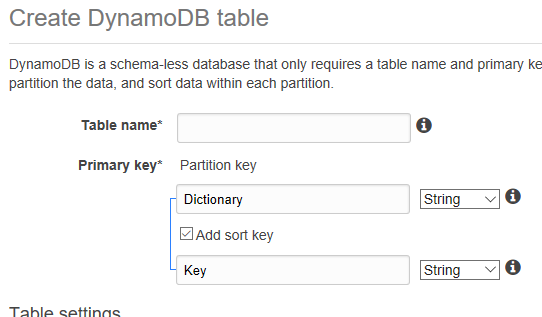 Create DynamoDB table
DynamoDB is a schema-less database that only requires a table name and primary ke
partition the data, and sort data within each partition.
Table name*
Primary key* Partition key
Dictionary String
Add sort key
Key String
Table settings